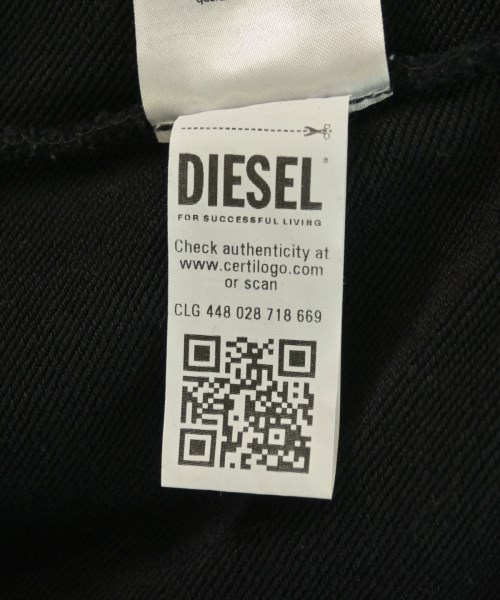 DIESEL
FOR SUCCESSFUL LIVING
Check authenticity at
www.certilogo.com
or scan
CLG 448 028 718 669